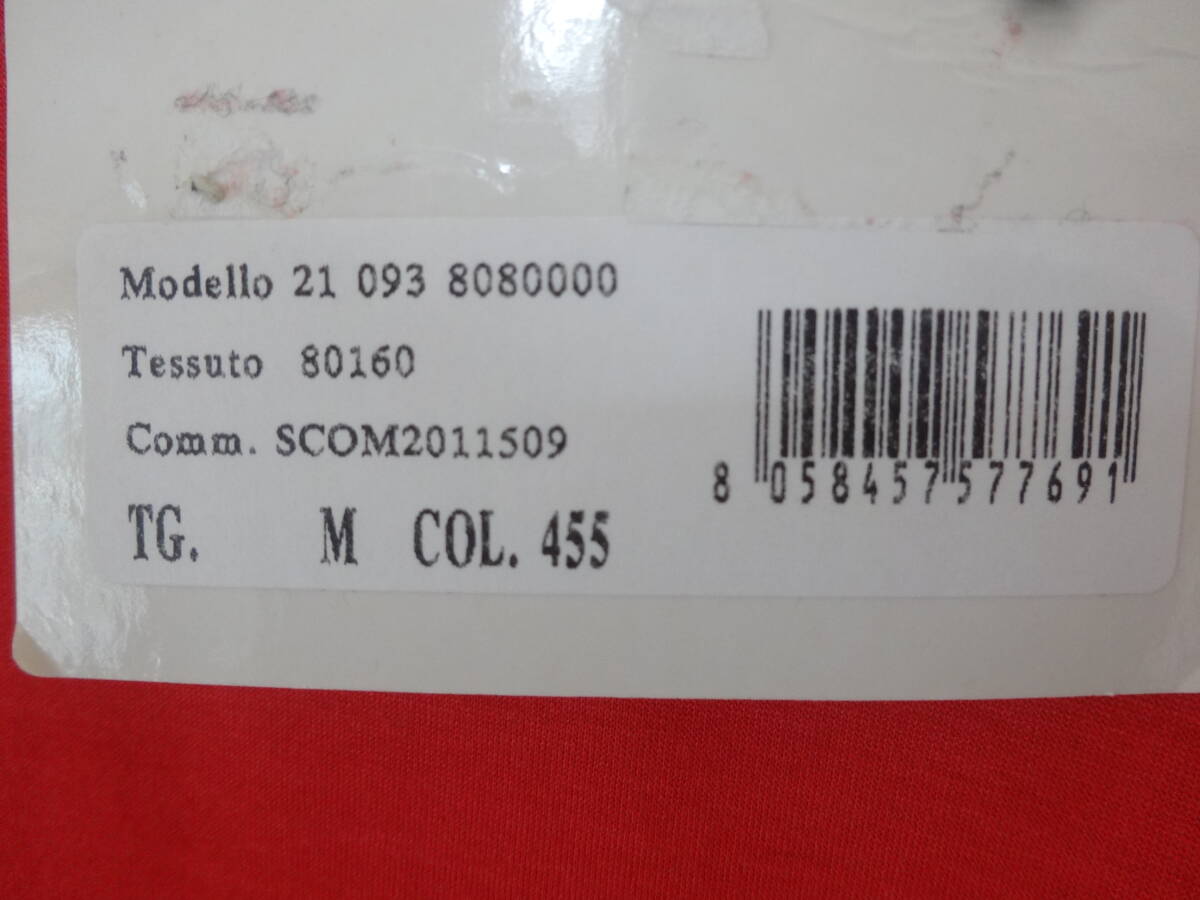 Modello 21 093 8080000
Tessuto 80160
Comm. SCOM2011509
TG. M COL. 455
8 058457 577691